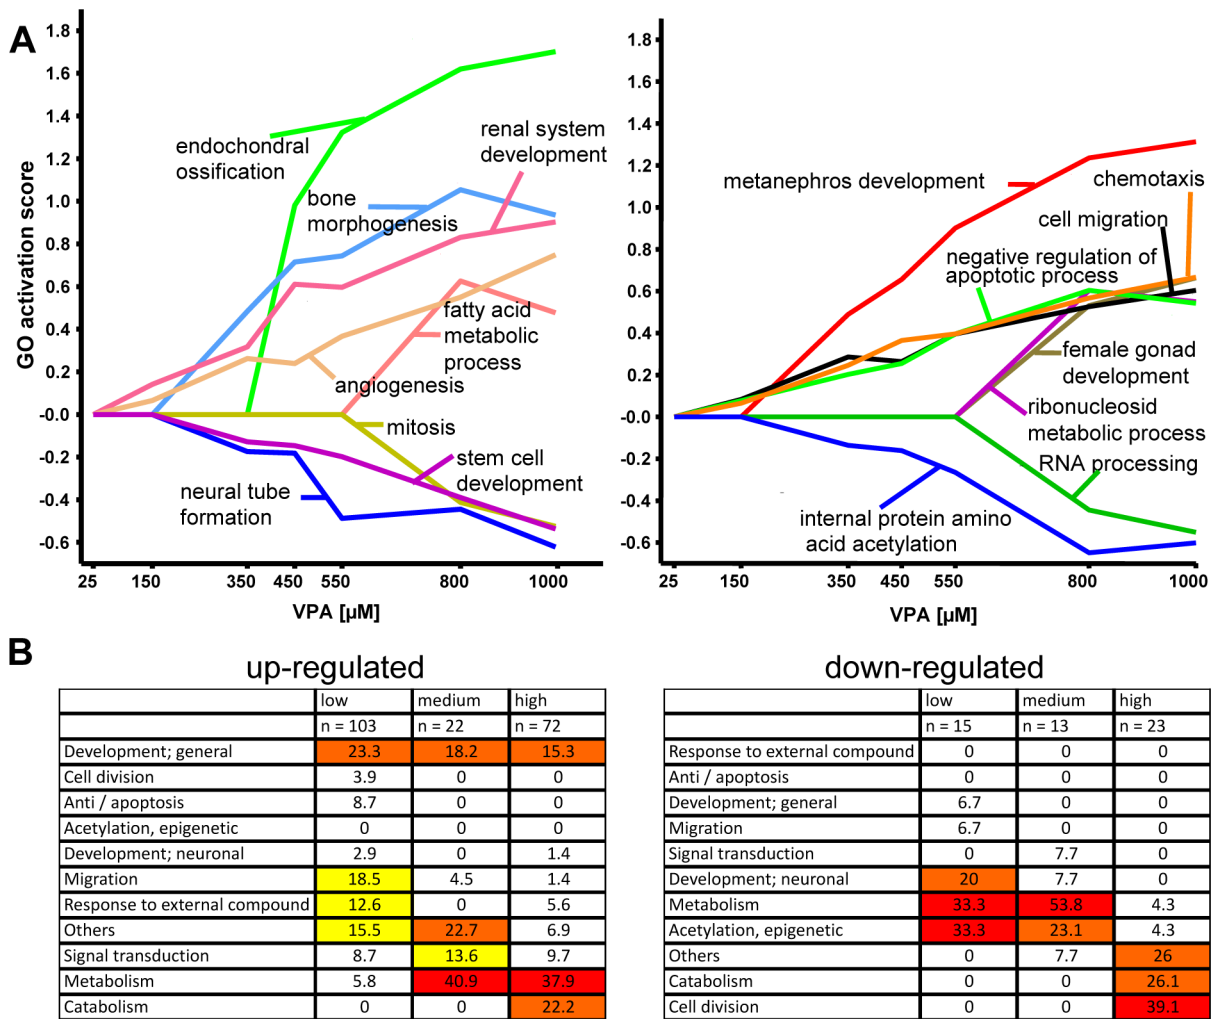 A
GO activation score
1.8
1.6
1.4
1.2
1.0
0.8
0.6
0.4
0.2
-0.0
-0.2
-0.4
-0.6
25 150 350 450 550 800 1000
VPA [µM]
endochondral
ossification
renal system
development
bone
morphogenesis
fatty acid
metabolic
process
angiogenesis
mitosis
stem cell
development
neural tube
formation
1.8
1.6
1.4
1.2
1.0
0.8
0.6
0.4
0.2
-0.0
-0.2
-0.4
-0.6
25 150 350 450 550 800 1000
VPA [µM]
metanephros development
chemotaxis
cell migration
negative regulation of
apoptotic process
female gonad
development
ribonucleosid
metabolic process
RNA processing
internal protein amino
acid acetylation
B
up-regulated
low medium high
n = 103 n = 22 n = 72
Development; general 23.3 18.2 15.3
Cell division 3.9 0 0
Anti / apoptosis 8.7 0 0
Acetylation, epigenetic 0 0 0
Development; neuronal 2.9 0 1.4
Migration 18.5 4.5 1.4
Response to external compound 12.6 0 5.6
Others 15.5 22.7 6.9
Signal transduction 8.7 13.6 9.7
Metabolism 5.8 40.9 37.9
Catabolism 0 0 22.2
down-regulated
low medium high
n = 15 n = 13 n = 23
Response to external compound 0 0 0
Anti / apoptosis 0 0 0
Development; general 6.7 0 0
Migration 6.7 0 0
Signal transduction 0 7.7 0
Development; neuronal 20 7.7 0
Metabolism 33.3 53.8 4.3
Acetylation, epigenetic 33.3 23.1 4.3
Others 0 7.7 26
Catabolism 0 0 26.1
Cell division 0 0 39.1